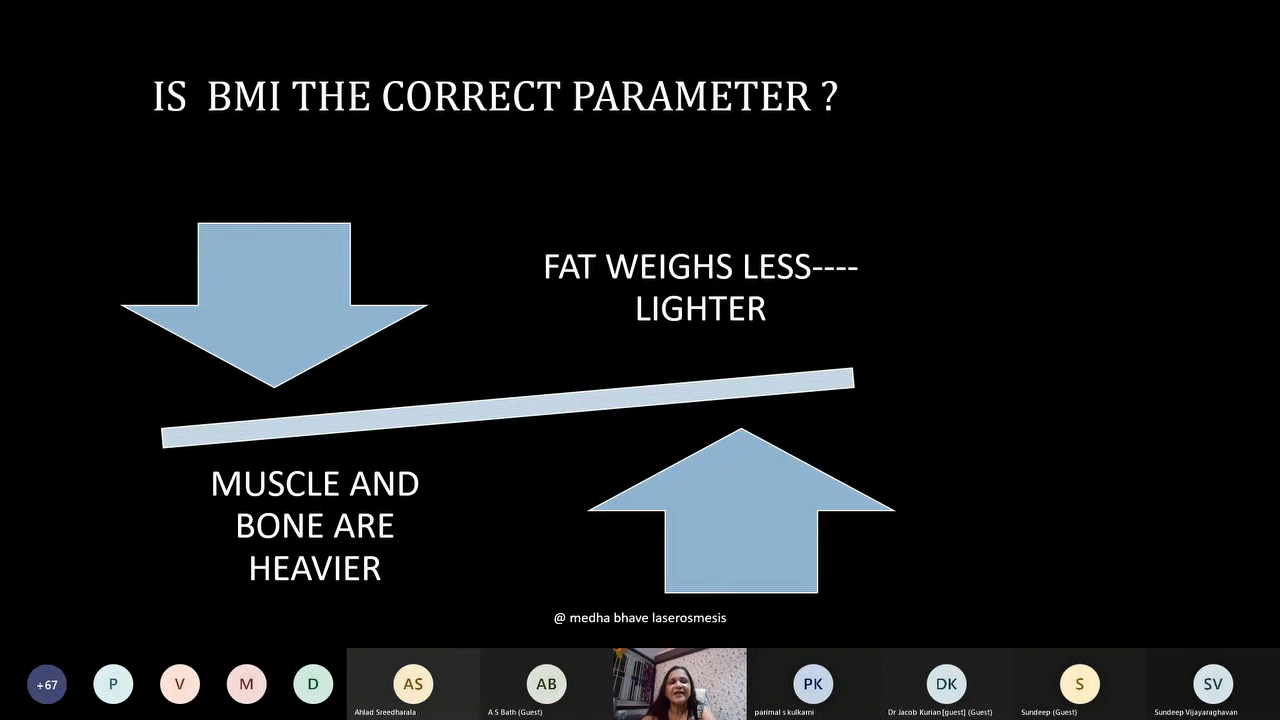 IS BMI THE CORRECT PARAMETER ?
FAT WEIGHS LESS----
LIGHTER
MUSCLE AND
BONE ARE
HEAVIER
@ medha bhave laserosmesis
+67
P
V
M
D
AS
Ahlad Sreedharala
AB
A S Bath (Guest)
PK
parimal s kulkarni
DK
Dr Jacob Kurian[guest] (Guest)
S
Sundeep (Guest)
SV
Sundeep Vijayaraghavan